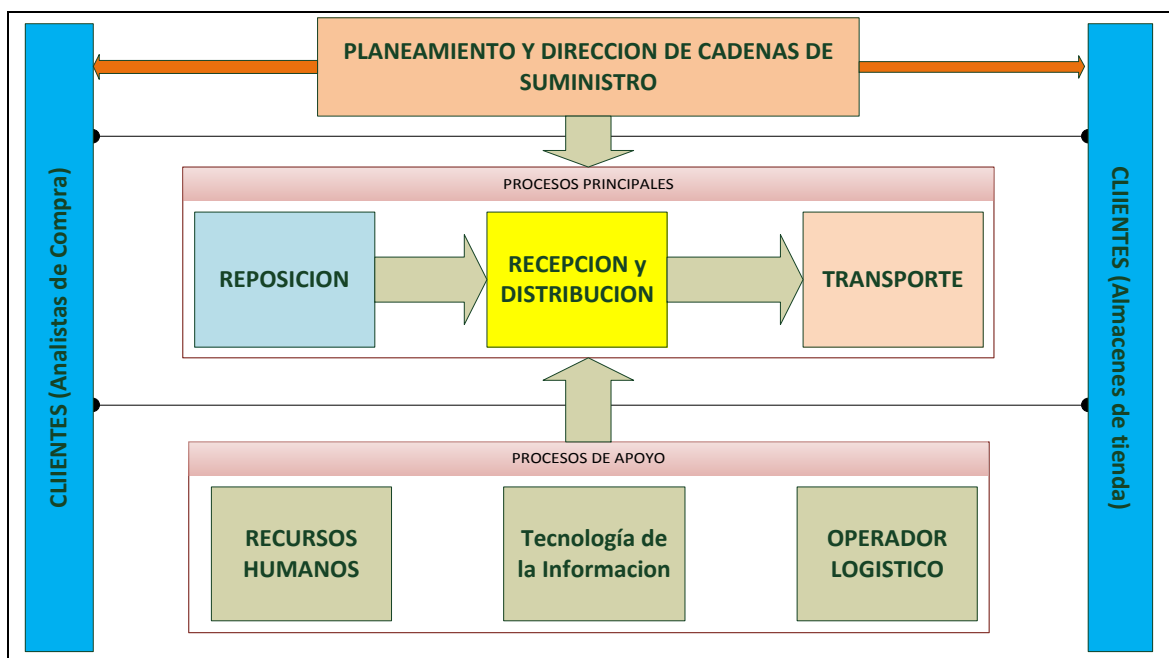 PLANEAMIENTO Y DIRECCION DE CADENAS DE
SUMINISTRO
CLIIENTES (Analistas de Compra)
PROCESOS PRINCIPALES
REPOSICION
RECEPCION y
DISTRIBUCION
TRANSPORTE
CLIIENTES (Almacenes de tienda)
PROCESOS DE APOYO
RECURSOS
HUMANOS
Tecnología de
la Informacion
OPERADOR
LOGISTICO